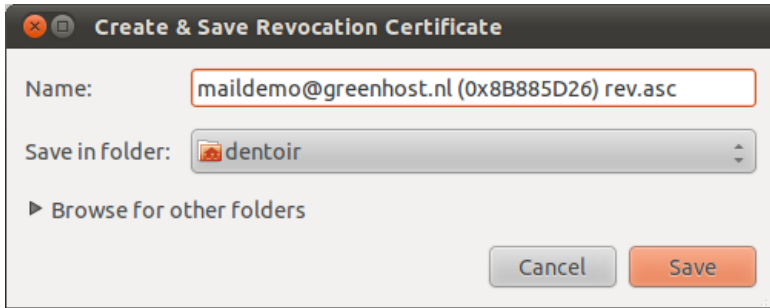 Create & Save Revocation Certificate
Name: maildemo@greenhost.nl (0x8B885D26) rev.asc
Save in folder: dentoir
Browse for other folders
Cancel Save